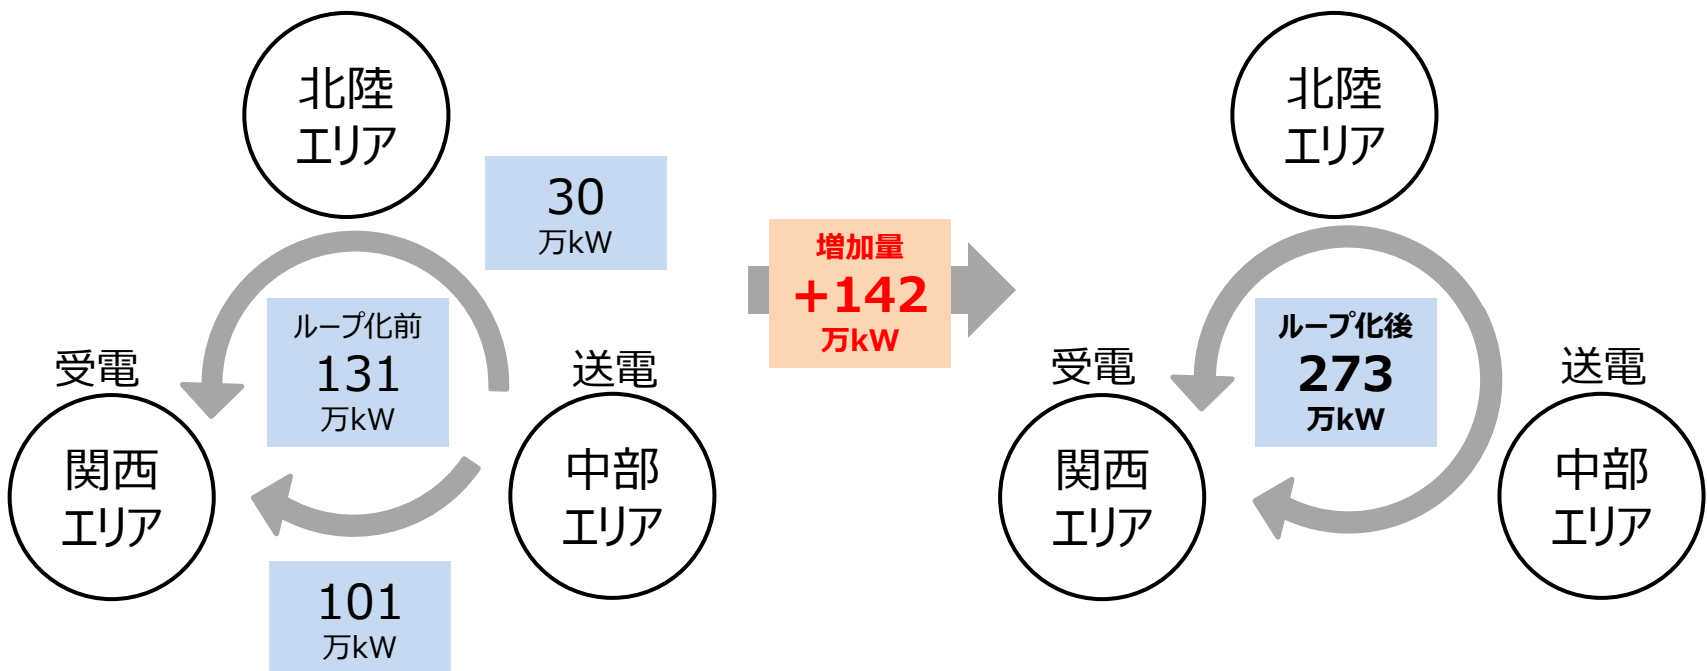 北陸
エリア
30
万kW
ループ化前
131
万kW
受電
送電
関西
エリア
中部
エリア
101
万kW
増加量
+142
万kW
北陸
エリア
ループ化後
273
万kW
受電
送電
関西
エリア
中部
エリア